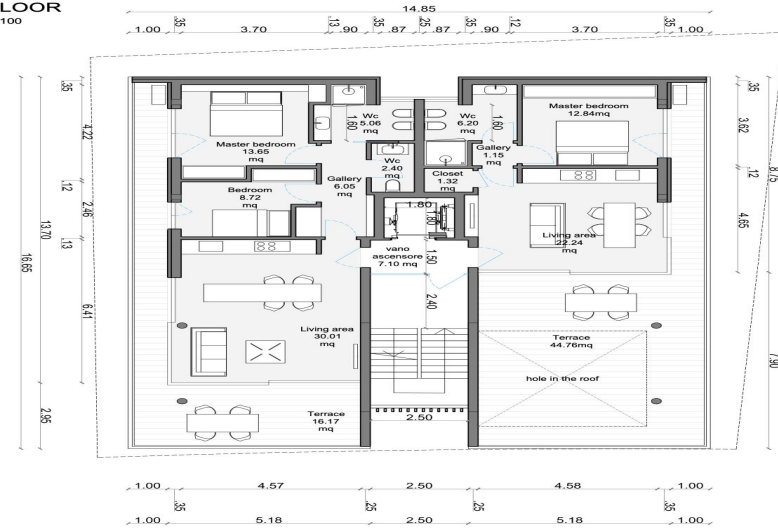 LOOR
100
14.85
1.00
.35
3.70
.13
.90
.35
.87
.25
.87
.35
.90
.12
3.70
.35
1.00
.35
4.22
.12
2.46
.13
6.41
13.70
2.95
16.65
.35
3.62
.12
4.65
8.75
7.90
Master bedroom
13.65
mq
Wc
5.06
mq
1.60
Wc
6.20
mq
1.60
Master bedroom
12.84mq
Gallery
1.15
mq
Wc
2.40
mq
Closet
1.32
mq
Bedroom
8.72
mq
Gallery
6.05
mq
1.80
1.80
Living area
22.24
mq
vano
ascensore
7.10 mq
1.50
2.40
Living area
30.01
mq
Terrace
44.76mq
hole in the roof
Terrace
16.17
mq
2.50
1.00
.35
4.57
.25
2.50
.25
4.58
.35
1.00
1.00
5.18
2.50
5.18
1.00